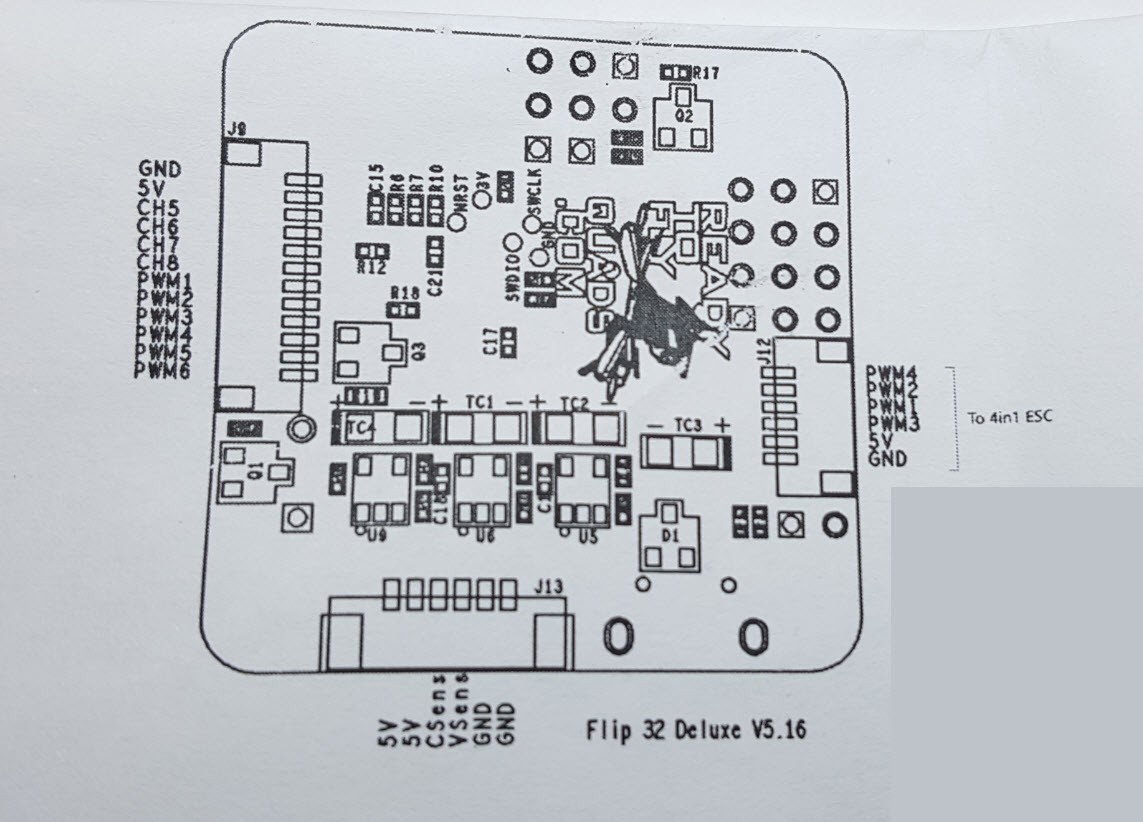 R17
Q2
J9
GND
5V
CH5
CH6
CH7
CH8
PWM1
PWM2
PWM3
PWM4
PWM5
PWM6
C15
R6
R7
R10
NRST
3V
SWCLK
GND
SWDIO
R12
C21
R18
Q3
C17
READY
TO
FLY
QUADS
.COM
J12
PWM4
PWM2
PWM1
PWM3
5V
GND
To 4in1 ESC
+ TC4 -
+ TC1 -
+ TC2 -
- TC3 +
Q1
C18
U9
U6
U5
D1
J13
5V
5V
CSens
VSens
GND
GND
Flip 32 Deluxe V5.16